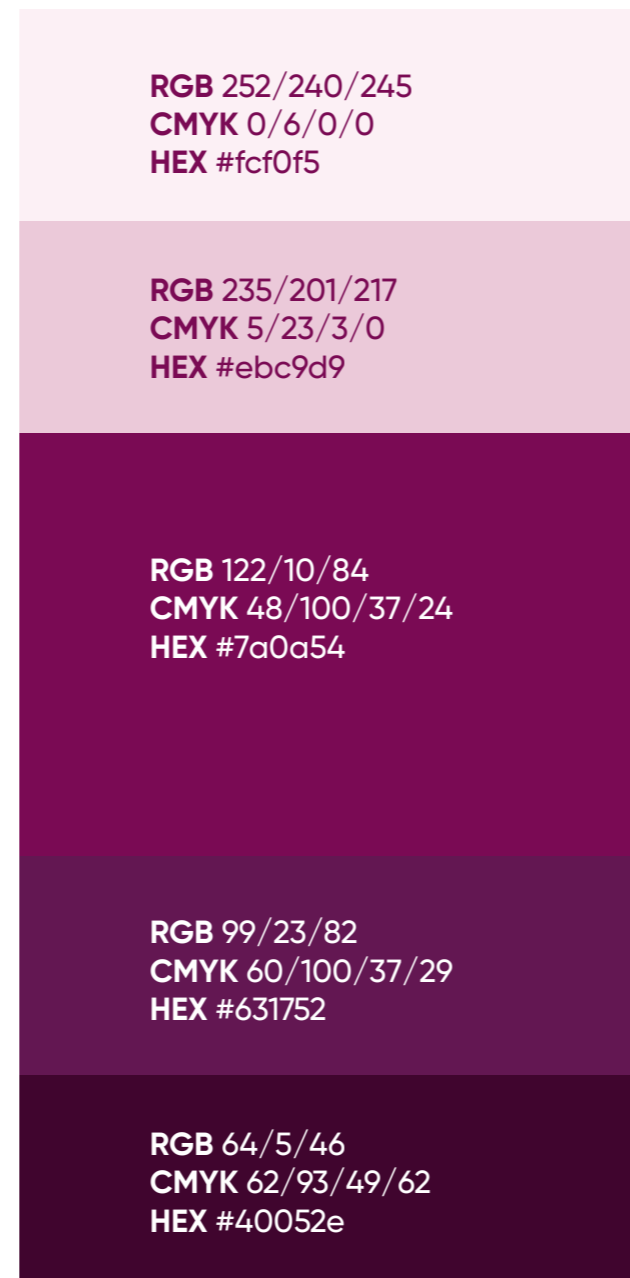 RGB 252/240/245
CMYK 0/6/0/0
HEX #fcf0f5
RGB 235/201/217
CMYK 5/23/3/0
HEX #ebc9d9
RGB 122/10/84
CMYK 48/100/37/24
HEX #7a0a54
RGB 99/23/82
CMYK 60/100/37/29
HEX #631752
RGB 64/5/46
CMYK 62/93/49/62
HEX #40052e